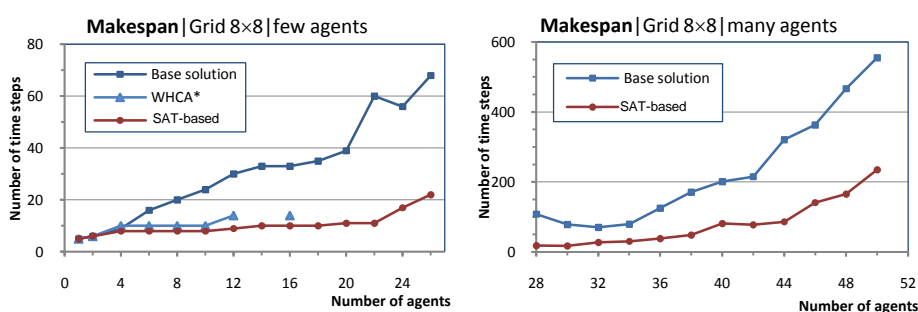 Makespan|Grid 8×8|few agents
Number of time steps
80
60
40
20
0
Base solution
WHCA*
SAT-based
0 4 8 12 16 20 24
Number of agents
Makespan|Grid 8×8|many agents
Number of time steps
600
400
200
0
Base solution
SAT-based
28 32 36 40 44 48 52
Number of agents